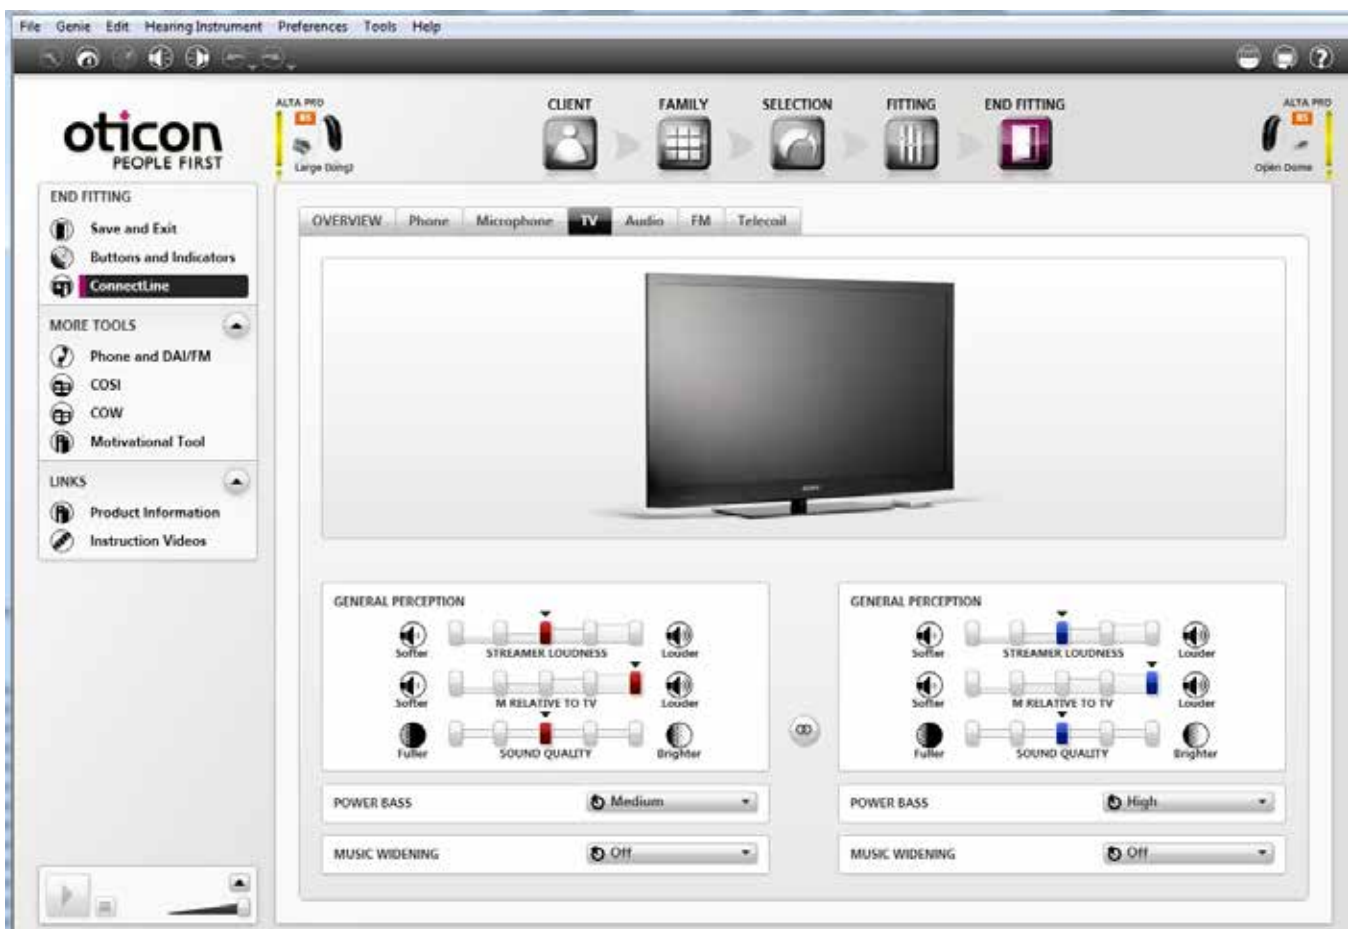 File Genie Edit Hearing Instrument Preferences Tools Help
oticon
PEOPLE FIRST
ALTA PRO
85
CLIENT FAMILY SELECTION FITTING END FITTING
ALTA PRO
85
Open Dome
END FITTING
Save and Exit
Buttons and Indicators
ConnectLine
MORE TOOLS
Phone and DAI/FM
COSI
COW
Motivational Tool
LINKS
Product Information
Instruction Videos
OVERVIEW Phone Microphone TV Audio FM Telecoil
SONY
GENERAL PERCEPTION
Softer STREAMER LOUDNESS Louder
Softer M RELATIVE TO TV Louder
Fuller SOUND QUALITY Brighter
POWER BASS Medium
MUSIC WIDENING Off
GENERAL PERCEPTION
Softer STREAMER LOUDNESS Louder
Softer M RELATIVE TO TV Louder
Fuller SOUND QUALITY Brighter
POWER BASS High
MUSIC WIDENING Off